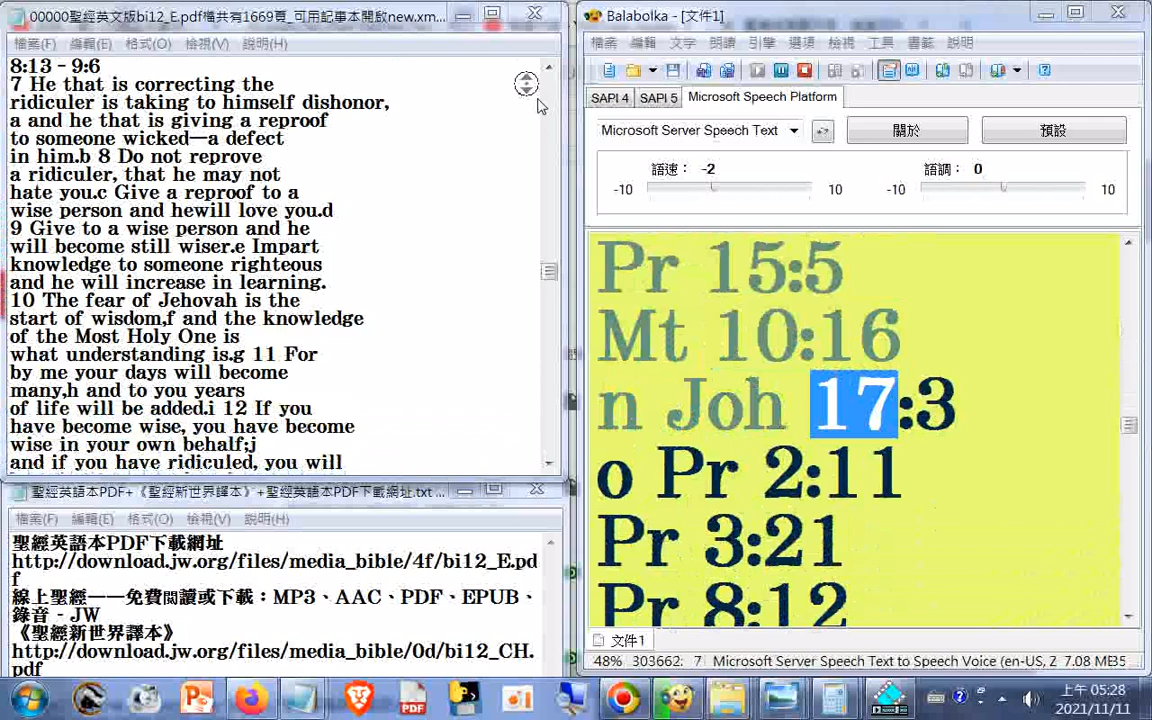 00000聖經英文版bi12_E.pdf檔共有1669頁_可用記事本開啟new.xm...
檔案(F) 編輯(E) 格式(O) 檢視(V) 說明(H)
8:13 – 9:6
7 He that is correcting the
ridiculer is taking to himself dishonor,
a and he that is giving a reproof
to someone wicked—a defect
in him.b 8 Do not reprove
a ridiculer, that he may not
hate you.c Give a reproof to a
wise person and hewill love you.d
9 Give to a wise person and he
will become still wiser.e Impart
knowledge to someone righteous
and he will increase in learning.
10 The fear of Jehovah is the
start of wisdom,f and the knowledge
of the Most Holy One is
what understanding is.g 11 For
by me your days will become
many,h and to you years
of life will be added.i 12 If you
have become wise, you have become
wise in your own behalf;j
and if you have ridiculed, you will
聖經英語本PDF+《聖經新世界譯本》+聖經英語本PDF下載網址.txt ...
檔案(F) 編輯(E) 格式(O) 檢視(V) 說明(H)
聖經英語本PDF下載網址
http://download.jw.org/files/media_bible/4f/bi12_E.pd
f
線上聖經——免費閱讀或下載：MP3、AAC、PDF、EPUB、
錄音 - JW
《聖經新世界譯本》
http://download.jw.org/files/media_bible/0d/bi12_CH.
pdf
Balabolka - [文件1]
檔案 編輯 文字 朗讀 引擎 選項 檢視 工具 書籤 說明
SAPI 4 SAPI 5 Microsoft Speech Platform
Microsoft Server Speech Text 關於 預設
語速： -2 語調： 0
-10 10 -10 10
Pr 15:5
Mt 10:16
n Joh 17:3
o Pr 2:11
Pr 3:21
Pr 8:12
文件1
48% 303662: 7 Microsoft Server Speech Text to Speech Voice (en-US, Z 7.08 MB
上午 05:28
2021/11/11